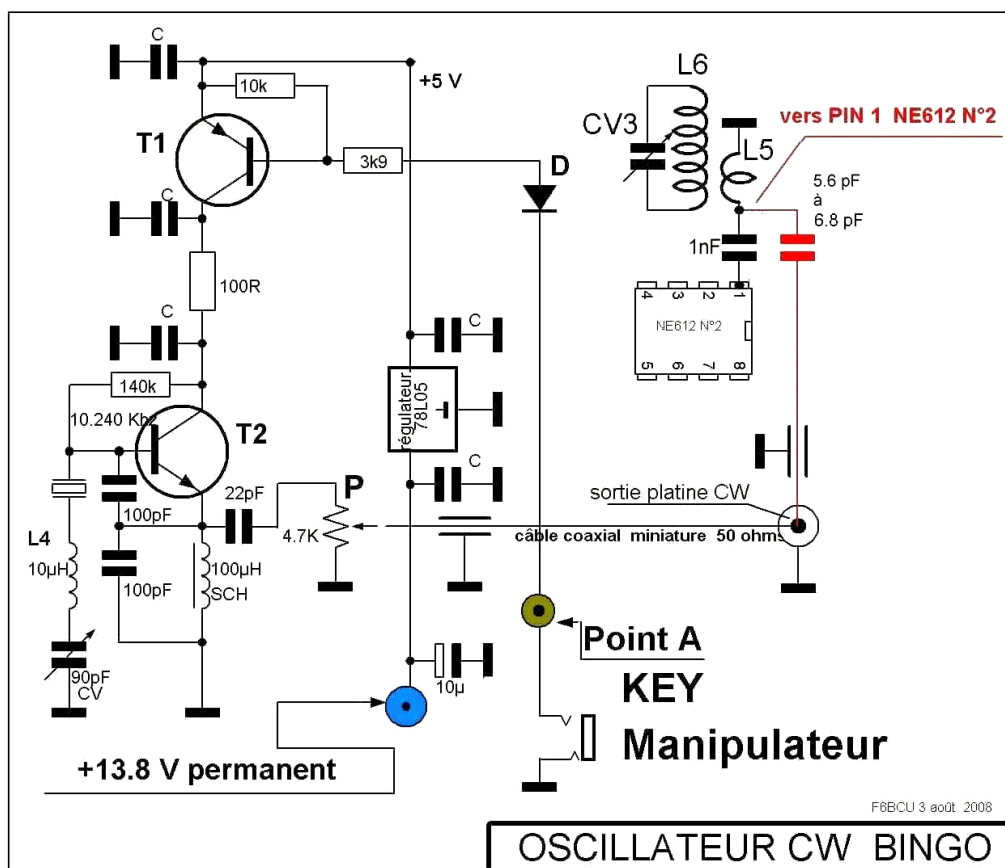 C
10k
+5 V
T1
3k9
C
100R
C
140k
10.240 Khz
T2
22pF
100pF
100pF
L4
10µH
100µH
SCH
90pF
CV
P
4.7K
C
régulateur
78L05
C
10µ
+13.8 V permanent
D
L6
CV3
vers PIN 1 NE612 N°2
L5
5.6 pF
à
6.8 pF
1nF
4 3 2 1
NE612 N°2
5 6 7 8
sortie platine CW
câble coaxial miniature 50 ohms
Point A
KEY
Manipulateur
F6BCU 3 août 2008
OSCILLATEUR CW BINGO